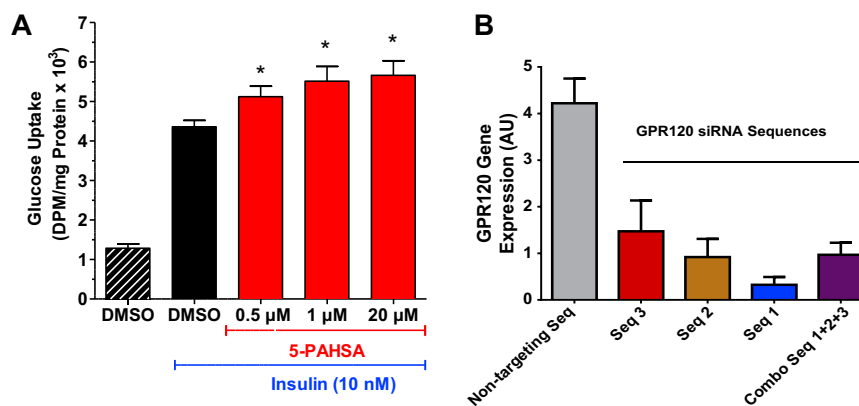 A
Glucose Uptake
(DPM/mg Protein x 10³)
7
6
5
4
3
2
1
0
*
*
*
DMSO
DMSO
0.5 µM
1 µM
20 µM
5-PAHSA
Insulin (10 nM)
B
GPR120 Gene
Expression (AU)
5
4
3
2
1
0
GPR120 siRNA Sequences
Non-targeting Seq
Seq 3
Seq 2
Seq 1
Combo Seq 1+2+3